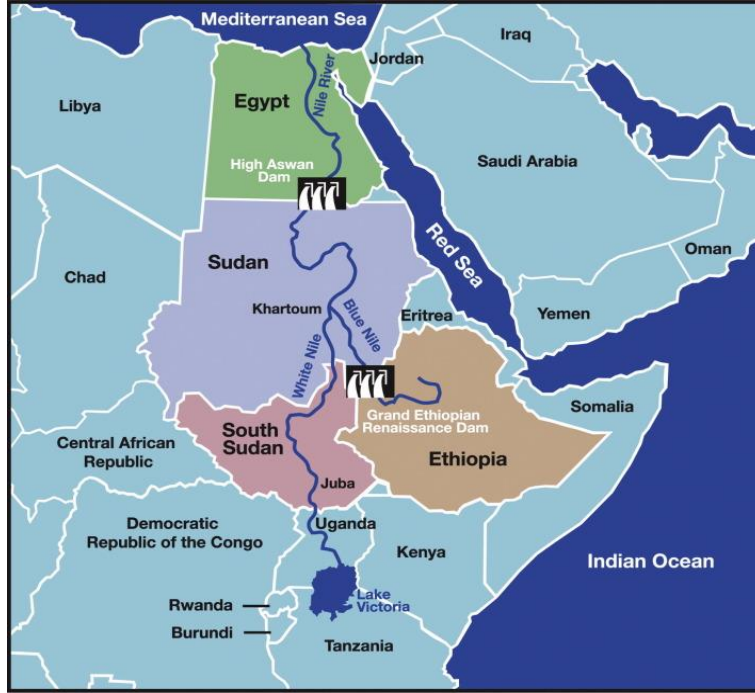 Mediterranean Sea
Iraq
Jordan
Nile River
Libya
Egypt
High Aswan
Dam
Saudi Arabia
Red Sea
Oman
Sudan
Chad
Khartoum
Blue Nile
Eritrea
Yemen
White Nile
Grand Ethiopian
Renaissance Dam
Somalia
South
Sudan
Central African
Republic
Ethiopia
Juba
Democratic
Republic of the Congo
Uganda
Kenya
Indian Ocean
Lake
Victoria
Rwanda
Burundi
Tanzania